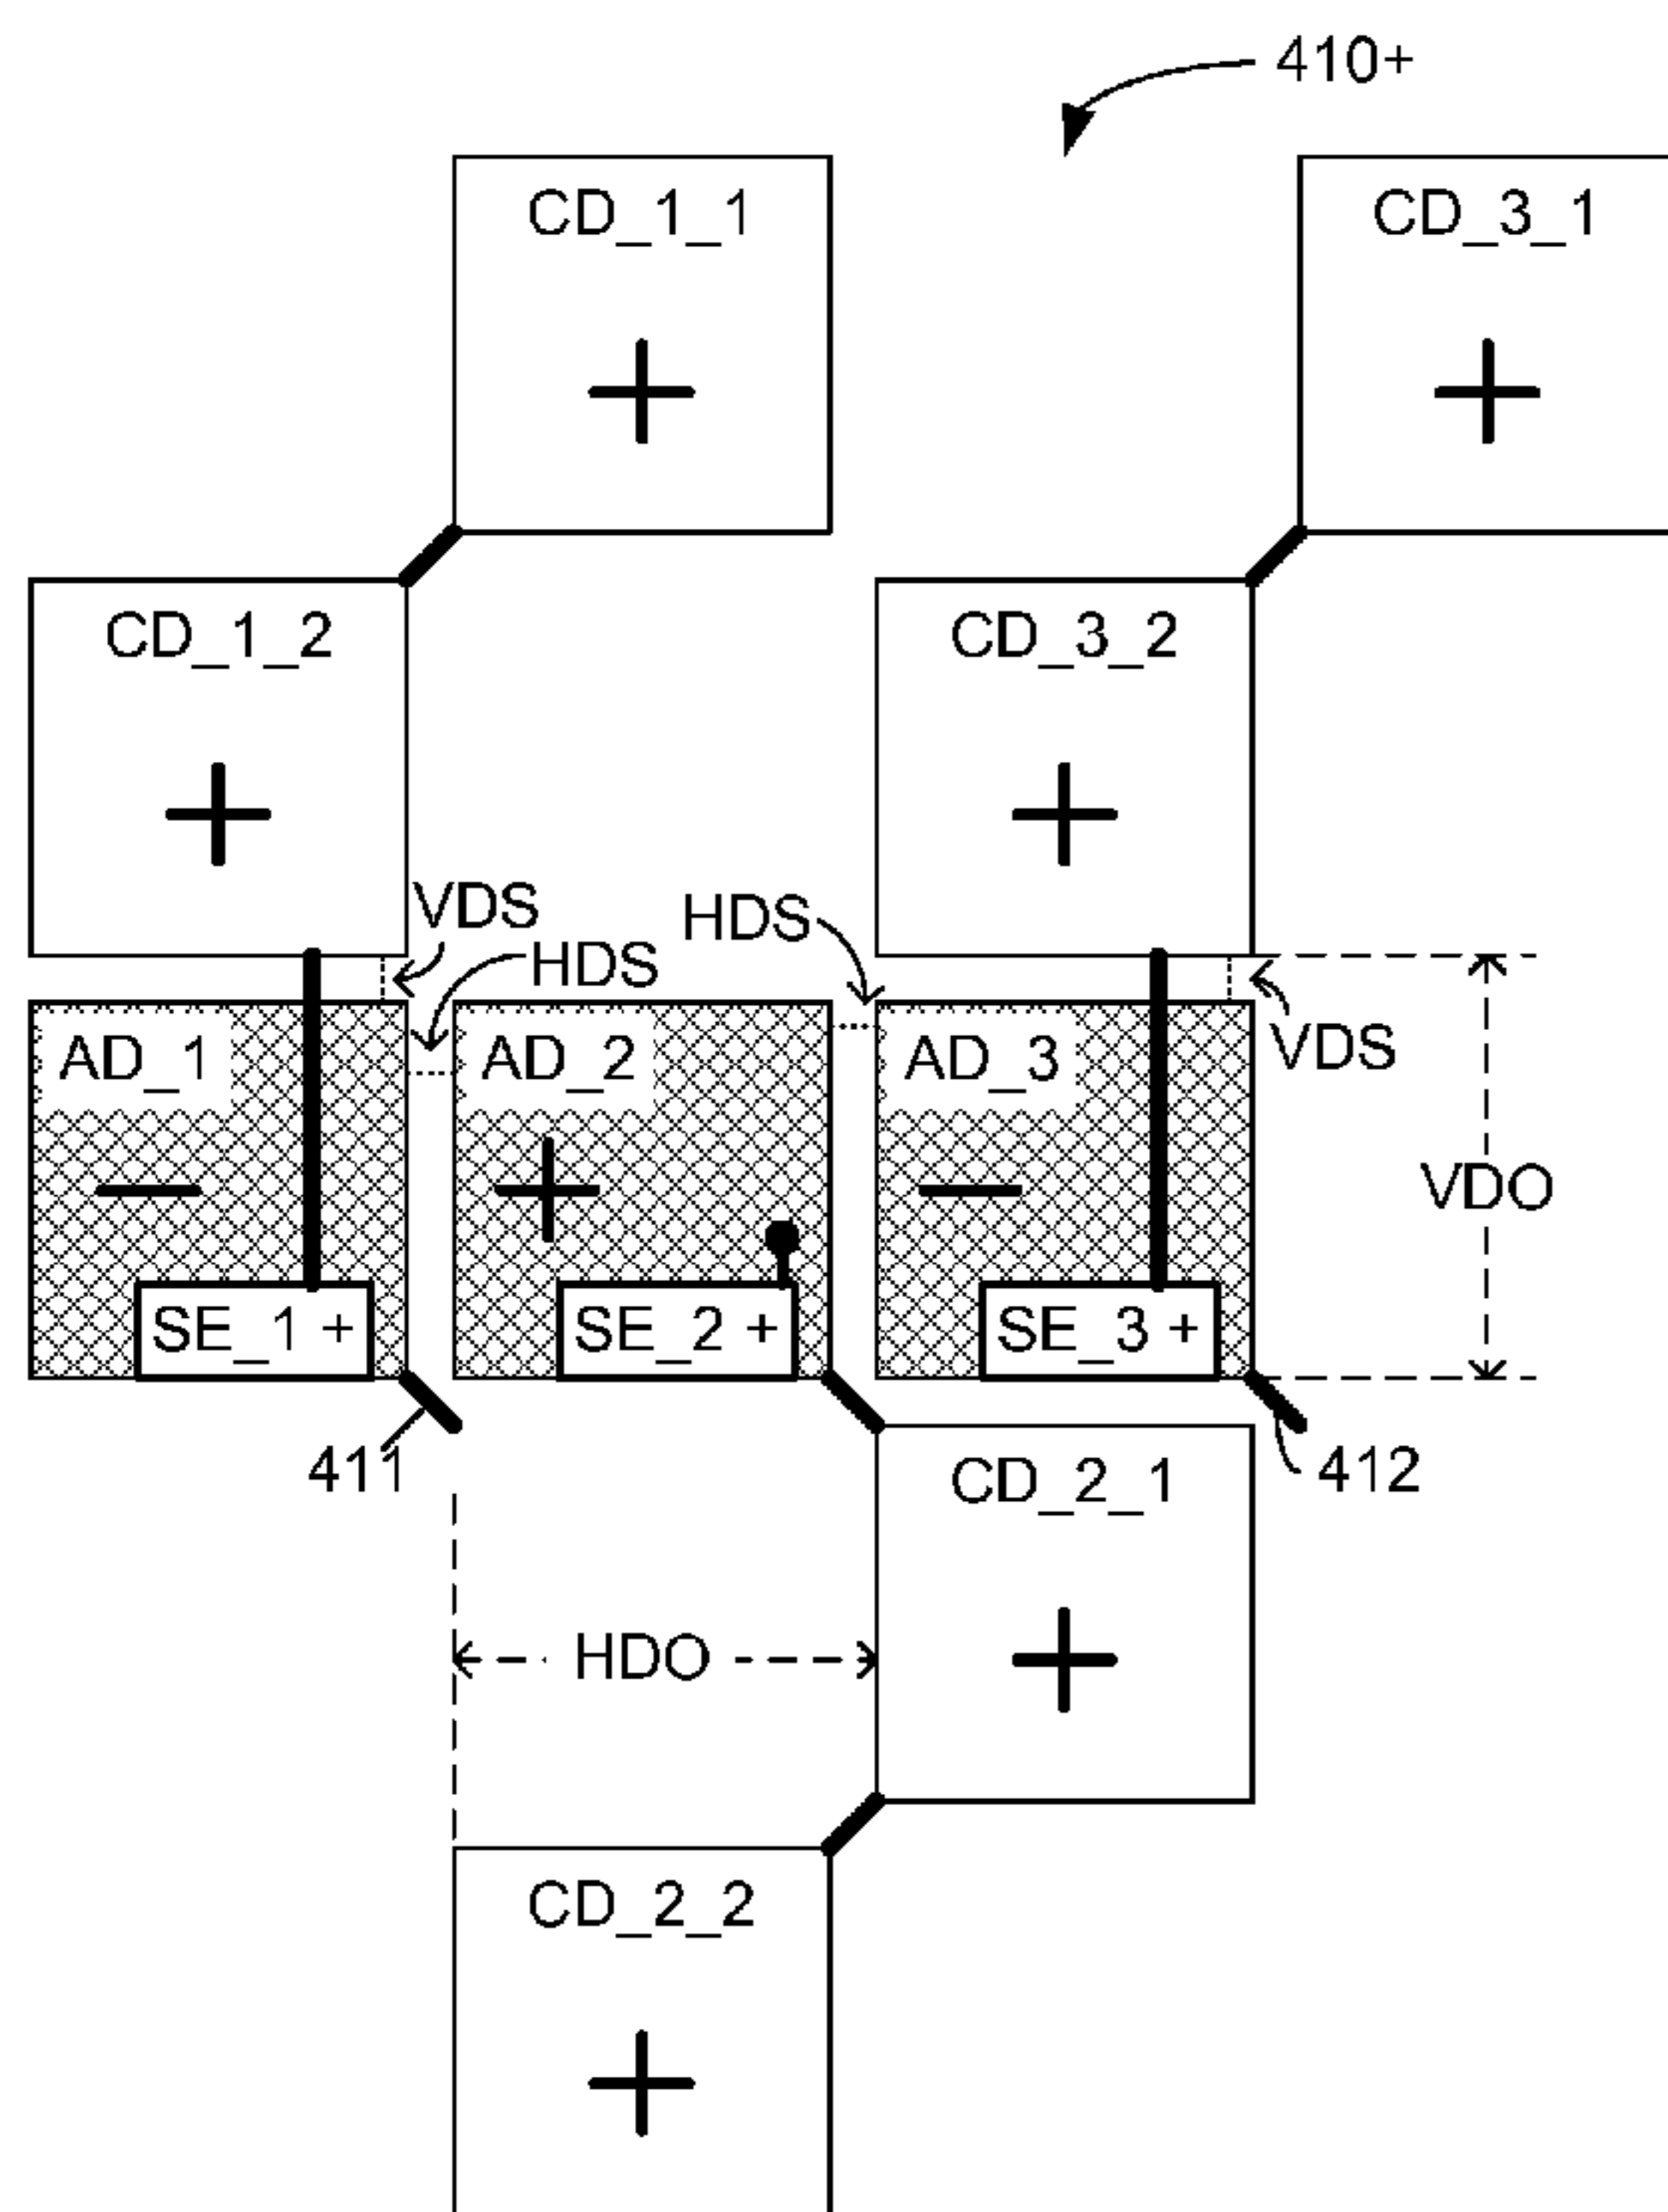 410+
CD_1_1
CD_3_1
+
+
CD_1_2
CD_3_2
+
+
VDS
HDS
HDS
VDS
AD_1
AD_2
AD_3
−
+
−
VDO
SE_1 +
SE_2 +
SE_3 +
411
412
CD_2_1
HDO
+
CD_2_2
+